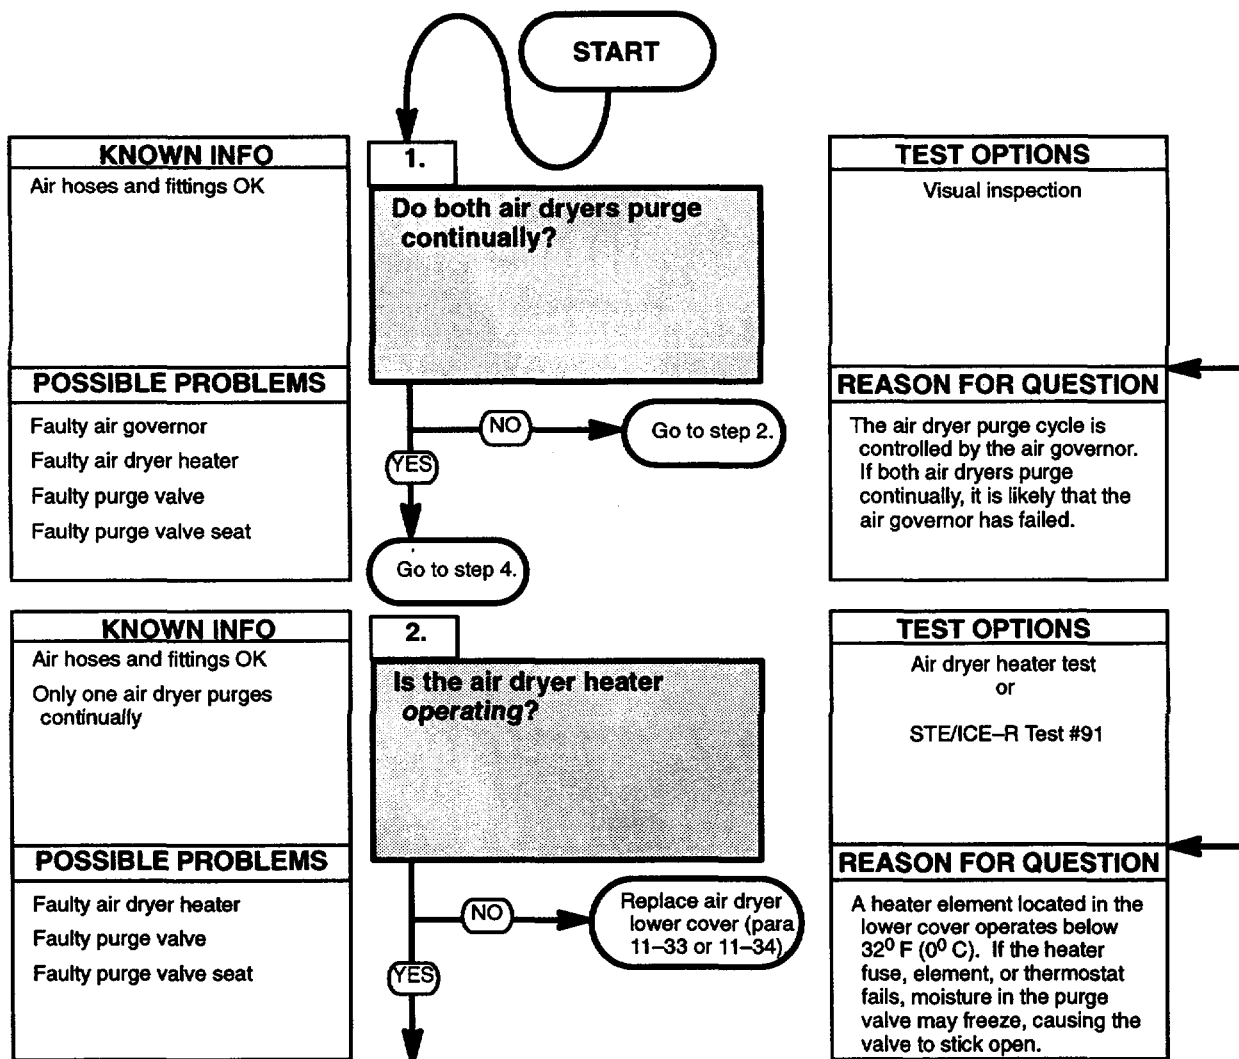 START
KNOWN INFO
Air hoses and fittings OK
POSSIBLE PROBLEMS
Faulty air governor
Faulty air dryer heater
Faulty purge valve
Faulty purge valve seat
1.
Do both air dryers purge
continually?
NO
Go to step 2.
YES
Go to step 4.
TEST OPTIONS
Visual inspection
REASON FOR QUESTION
The air dryer purge cycle is
controlled by the air governor.
If both air dryers purge
continually, it is likely that the
air governor has failed.
KNOWN INFO
Air hoses and fittings OK
Only one air dryer purges
continually
POSSIBLE PROBLEMS
Faulty air dryer heater
Faulty purge valve
Faulty purge valve seat
2.
Is the air dryer heater
operating?
NO
Replace air dryer
lower cover (para
11–33 or 11–34).
YES
TEST OPTIONS
Air dryer heater test
or
STE/ICE–R Test #91
REASON FOR QUESTION
A heater element located in the
lower cover operates below
32⁰ F (0⁰ C). If the heater
fuse, element, or thermostat
fails, moisture in the purge
valve may freeze, causing the
valve to stick open.